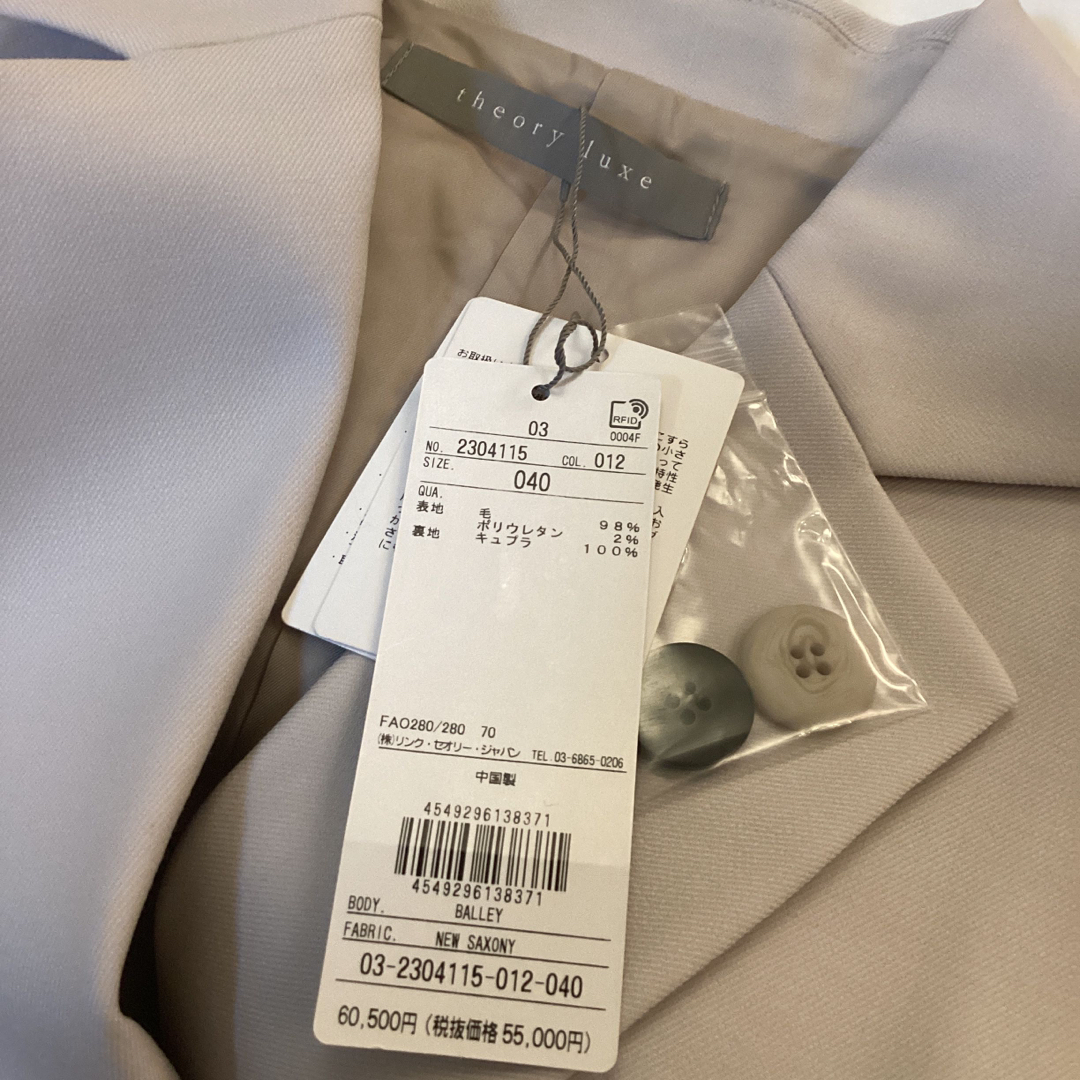 theory luxe
お取扱い
RFID
03
0004F
NO. 2304115 COL. 012
SIZE. 040
QUA.
表地 毛 98%
ポリウレタン 2%
裏地 キュプラ 100%
FAO280/280 70
(株)リンク・セオリー・ジャパン TEL.03-6865-0206
中国製
4549296138371
4549296138371
BODY. BALLEY
FABRIC. NEW SAXONY
03-2304115-012-040
60,500円 (税抜価格 55,000円)